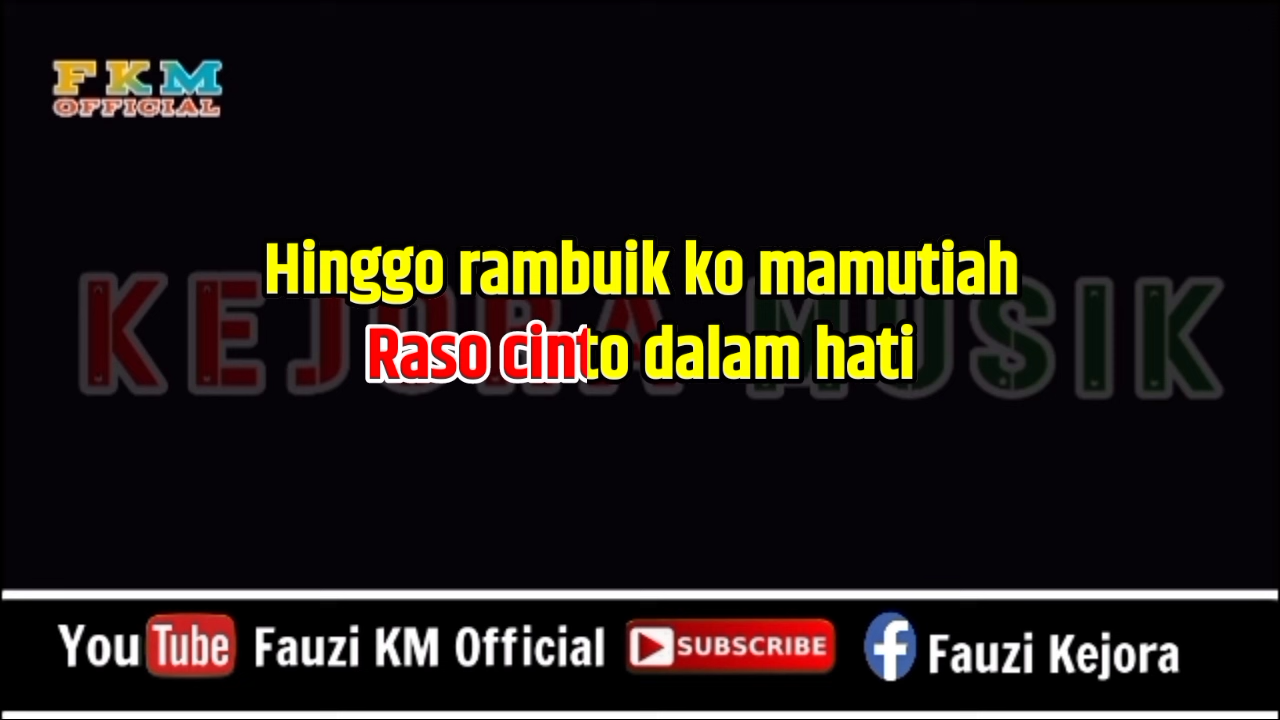 FKM
OFFICIAL
Hinggo rambuik ko mamutiah
Raso cinto dalam hati
KEJORA MUSIK
YouTube Fauzi KM Official SUBSCRIBE f Fauzi Kejora